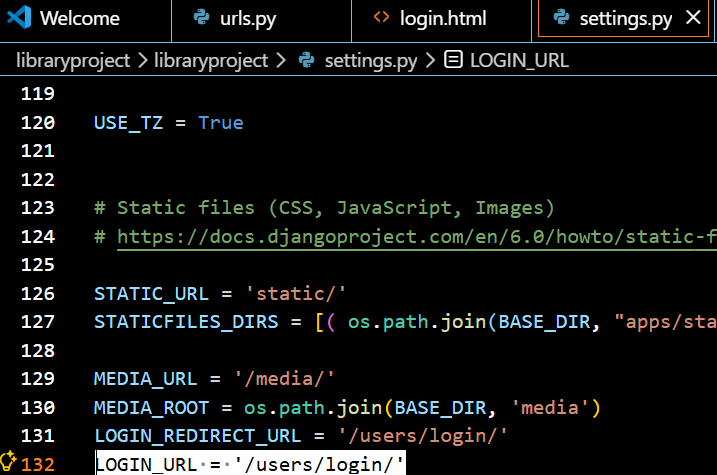 Welcome urls.py login.html settings.py
libraryproject > libraryproject > settings.py > LOGIN_URL
119
120 USE_TZ = True
121
122
123 # Static files (CSS, JavaScript, Images)
124 # https://docs.djangoproject.com/en/6.0/howto/static-f
125
126 STATIC_URL = 'static/'
127 STATICFILES_DIRS = [( os.path.join(BASE_DIR, "apps/sta
128
129 MEDIA_URL = '/media/'
130 MEDIA_ROOT = os.path.join(BASE_DIR, 'media')
131 LOGIN_REDIRECT_URL = '/users/login/'
132 LOGIN_URL = '/users/login/'